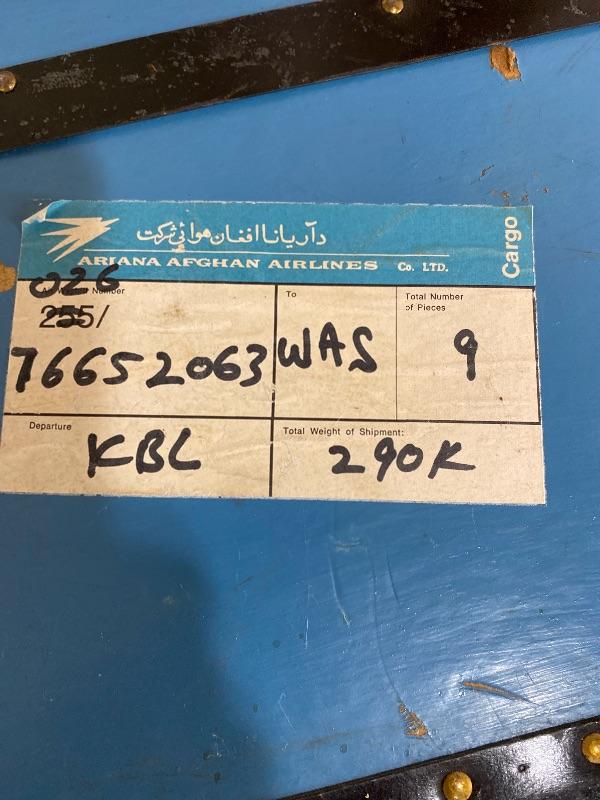 دآریانا افغان هوائی شرکت
ARIANA AFGHAN AIRLINES Co. LTD.
Cargo
Number
026
255/
76652063
To
WAS
Total Number
of Pieces
9
Departure
KBL
Total Weight of Shipment:
290K